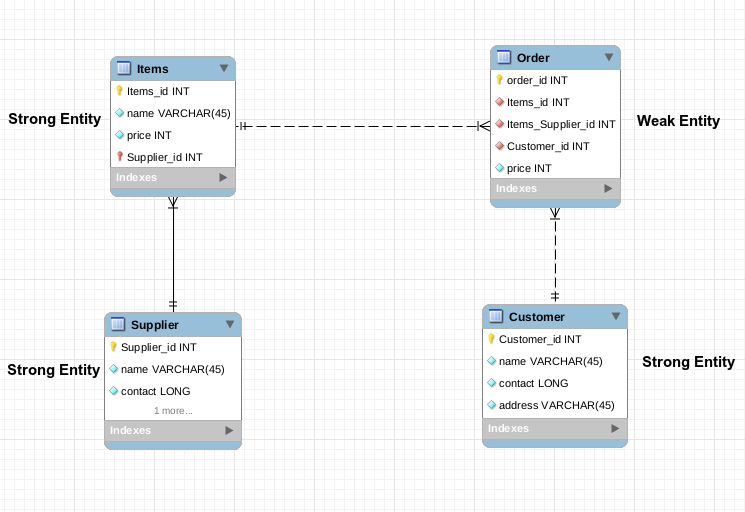 Items
Items_id INT
name VARCHAR(45)
price INT
Supplier_id INT
Indexes
Strong Entity
Order
order_id INT
Items_id INT
Items_Supplier_id INT
Customer_id INT
price INT
Indexes
Weak Entity
Supplier
Supplier_id INT
name VARCHAR(45)
contact LONG
1 more...
Indexes
Strong Entity
Customer
Customer_id INT
name VARCHAR(45)
contact LONG
address VARCHAR(45)
Indexes
Strong Entity